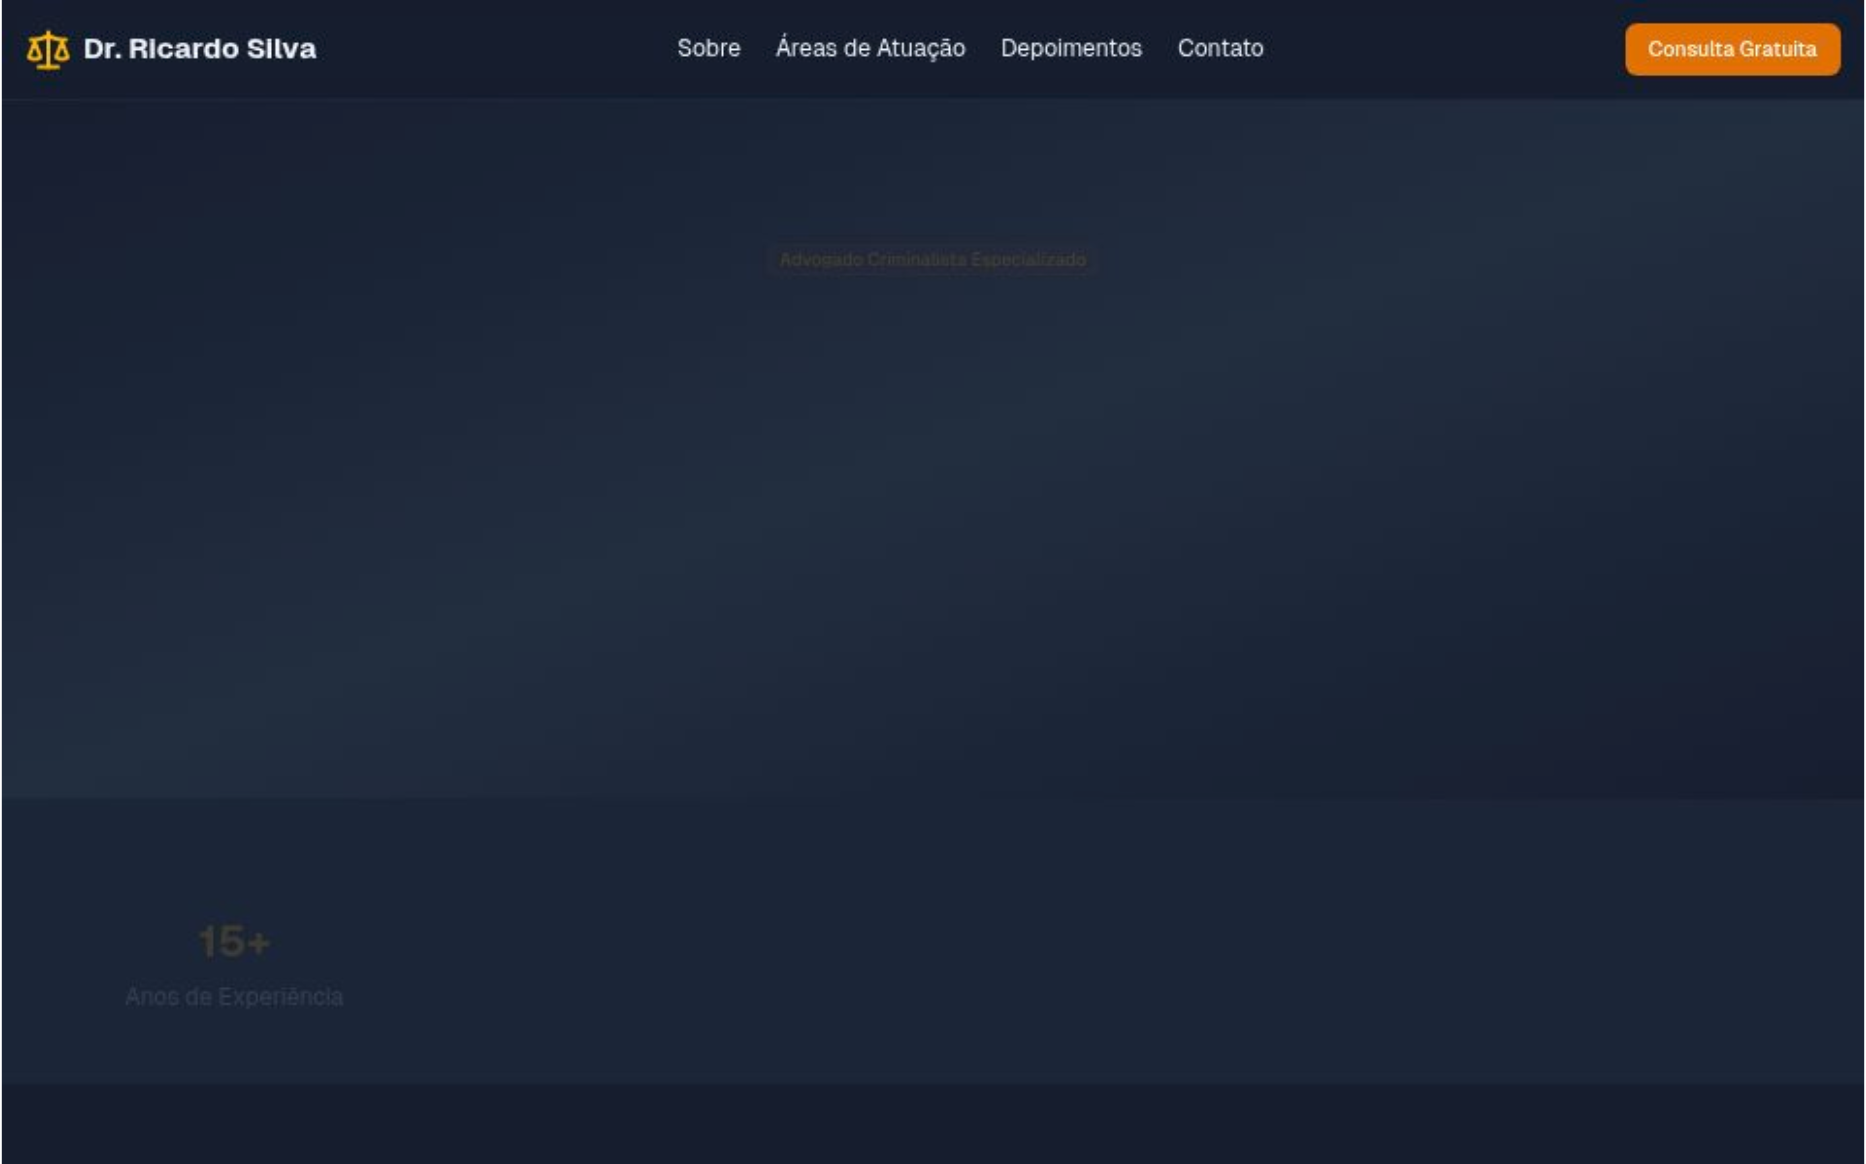 Dr. Ricardo Silva
Sobre
Áreas de Atuação
Depoimentos
Contato
Consulta Gratuita
Advogado Criminalista Especializado
15+
Anos de Experiência